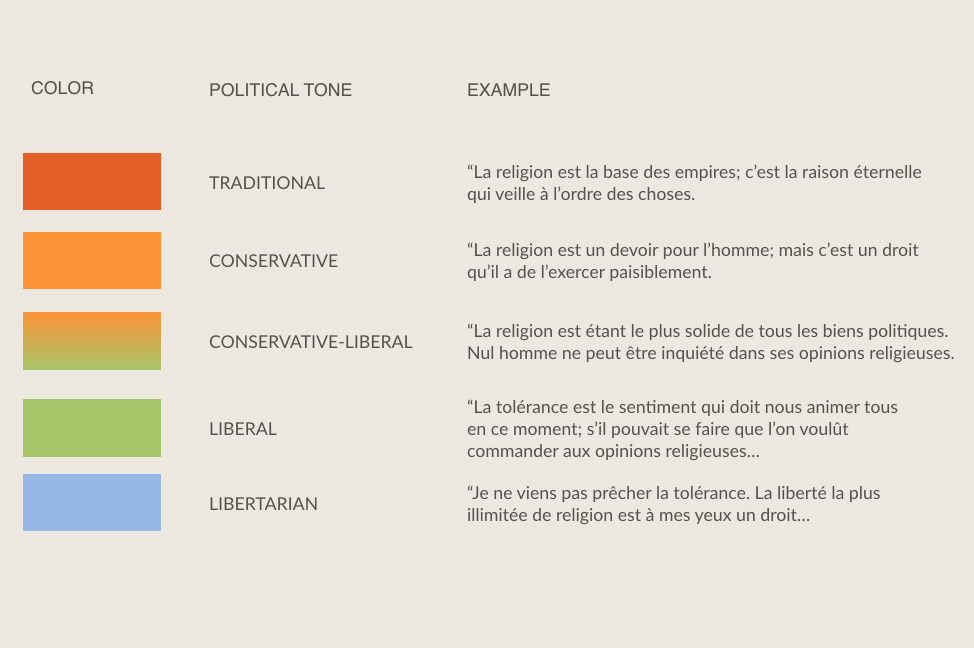 COLOR
POLITICAL TONE
EXAMPLE
TRADITIONAL
“La religion est la base des empires; c’est la raison éternelle
qui veille à l’ordre des choses.
CONSERVATIVE
“La religion est un devoir pour l’homme; mais c’est un droit
qu’il a de l’exercer paisiblement.
CONSERVATIVE-LIBERAL
“La religion est étant le plus solide de tous les biens politiques.
Nul homme ne peut être inquiété dans ses opinions religieuses.
LIBERAL
“La tolérance est le sentiment qui doit nous animer tous
en ce moment; s’il pouvait se faire que l’on voulût
commander aux opinions religieuses...
LIBERTARIAN
“Je ne viens pas prêcher la tolérance. La liberté la plus
illimitée de religion est à mes yeux un droit...